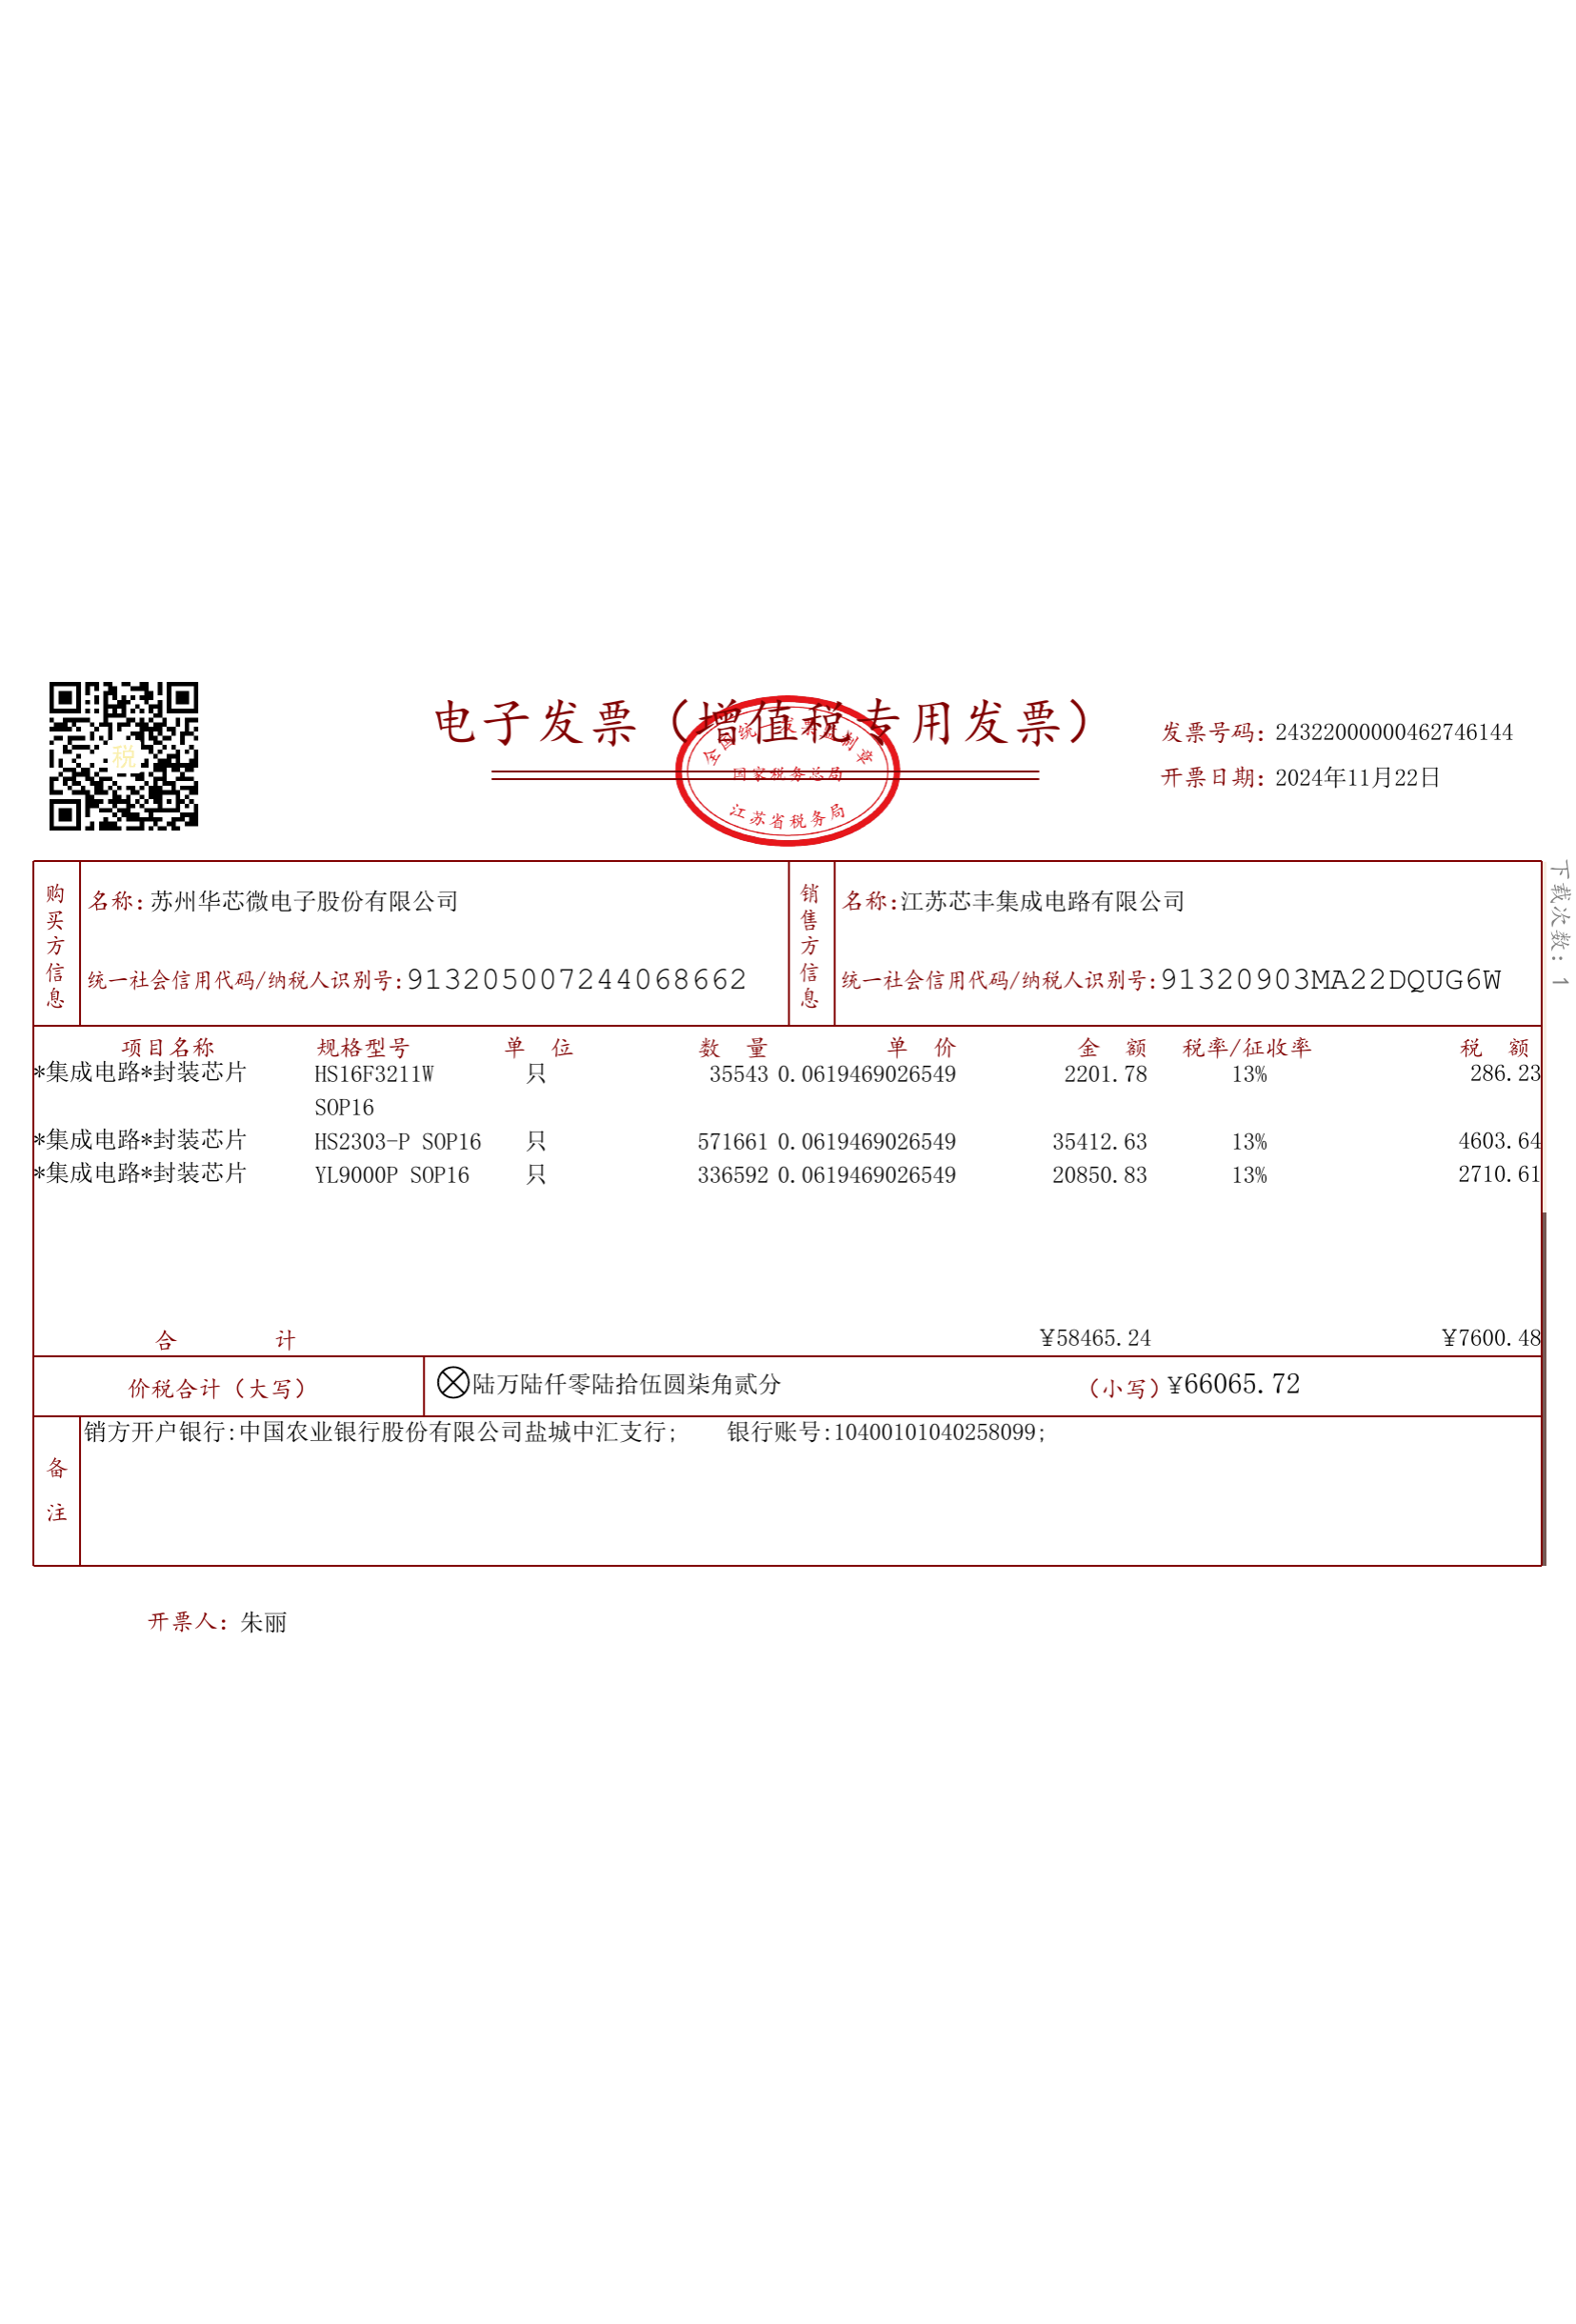 电子发票（增值税专用发票）
全国统一发票监制章
国家税务总局
江苏省税务局
税
发票号码：24322000000462746144
开票日期：2024年11月22日
下载次数：1
购买方信息
名称：苏州华芯微电子股份有限公司
统一社会信用代码/纳税人识别号：913205007244068662
销售方信息
名称：江苏芯丰集成电路有限公司
统一社会信用代码/纳税人识别号：91320903MA22DQUG6W
项目名称 规格型号 单 位 数 量 单 价 金 额 税率/征收率 税 额
*集成电路*封装芯片 HS16F3211W 只 35543 0.0619469026549 2201.78 13% 286.23
SOP16
*集成电路*封装芯片 HS2303-P SOP16 只 571661 0.0619469026549 35412.63 13% 4603.64
*集成电路*封装芯片 YL9000P SOP16 只 336592 0.0619469026549 20850.83 13% 2710.61
合 计 ¥58465.24 ¥7600.48
价税合计（大写） 陆万陆仟零陆拾伍圆柒角贰分 （小写）¥66065.72
备注
销方开户银行:中国农业银行股份有限公司盐城中汇支行; 银行账号:10400101040258099;
开票人：朱丽